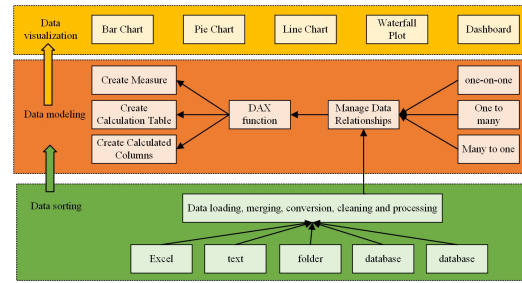 Data
visualization
Bar Chart
Pie Chart
Line Chart
Waterfall
Plot
Dashboard
Data modeling
Create Measure
Create
Calculation Table
Create Calculated
Columns
DAX
function
Manage Data
Relationships
one-on-one
One to
many
Many to one
Data sorting
Data loading, merging, conversion, cleaning and processing
Excel
text
folder
database
database